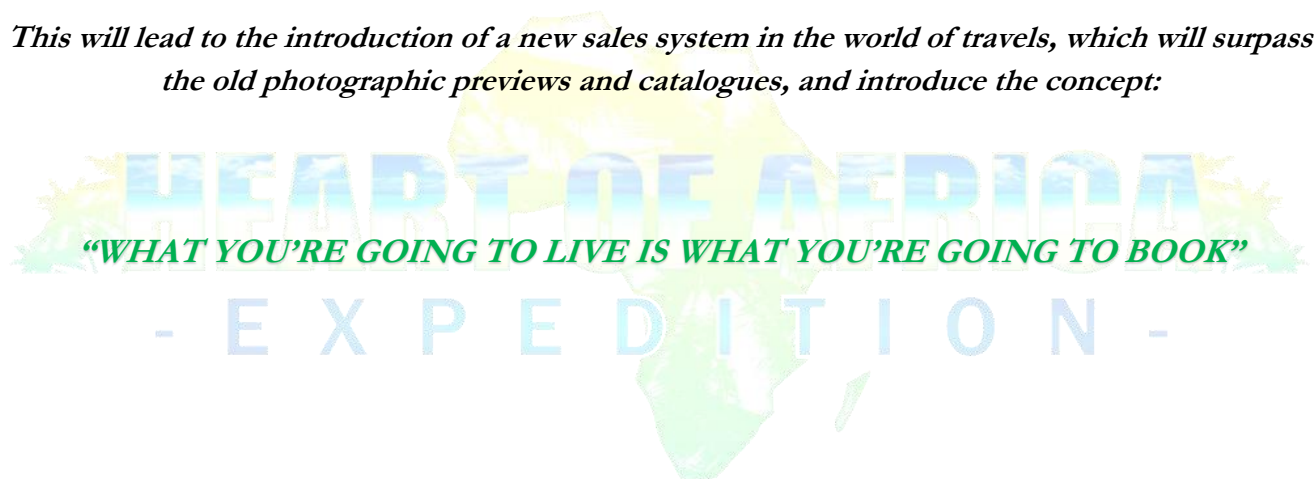 This will lead to the introduction of a new sales system in the world of travels, which will surpass
the old photographic previews and catalogues, and introduce the concept:
HEART OF AFRICA
“WHAT YOU’RE GOING TO LIVE IS WHAT YOU’RE GOING TO BOOK”
- EXPEDITION -